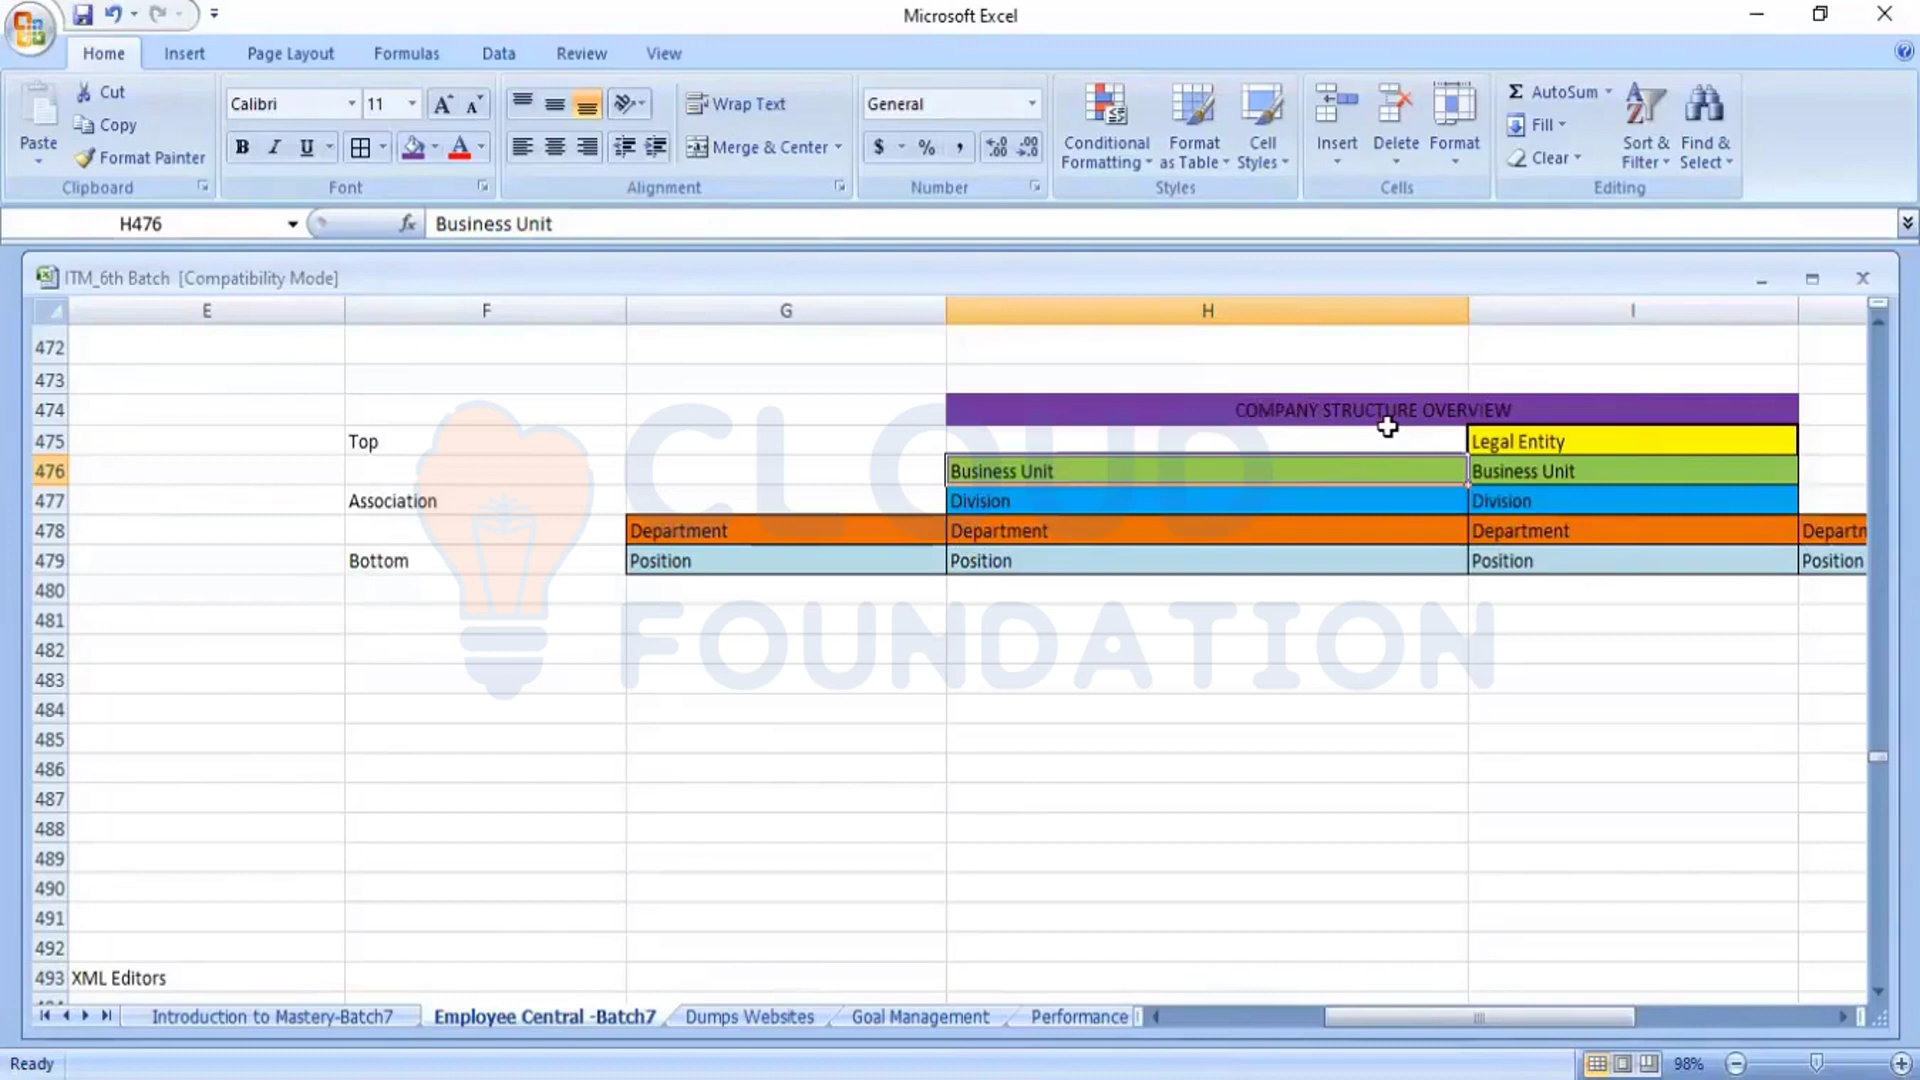 Microsoft Excel
Home Insert Page Layout Formulas Data Review View
Paste
Cut
Copy
Format Painter
Clipboard
Calibri 11
A A
B I U A
Font
Wrap Text
Merge & Center
Alignment
General
$ % ,
Number
Conditional Formatting
Format as Table
Cell Styles
Styles
Insert Delete Format
Cells
Σ AutoSum
Fill
Clear
Sort & Filter
Find & Select
Editing
H476 fx Business Unit
ITM_6th Batch [Compatibility Mode]
E F G H I
472
473
474 COMPANY STRUCTURE OVERVIEW
475 Top Legal Entity
476 Business Unit Business Unit
477 Association Division Division
478 Department Department Department Departn
479 Bottom Position Position Position Position
480
481
482
483
484
485
486
487
488
489
490
491
492
493 XML Editors
CLOUD
FOUNDATION
Introduction to Mastery-Batch7 Employee Central -Batch7 Dumps Websites Goal Management Performance
Ready 98%